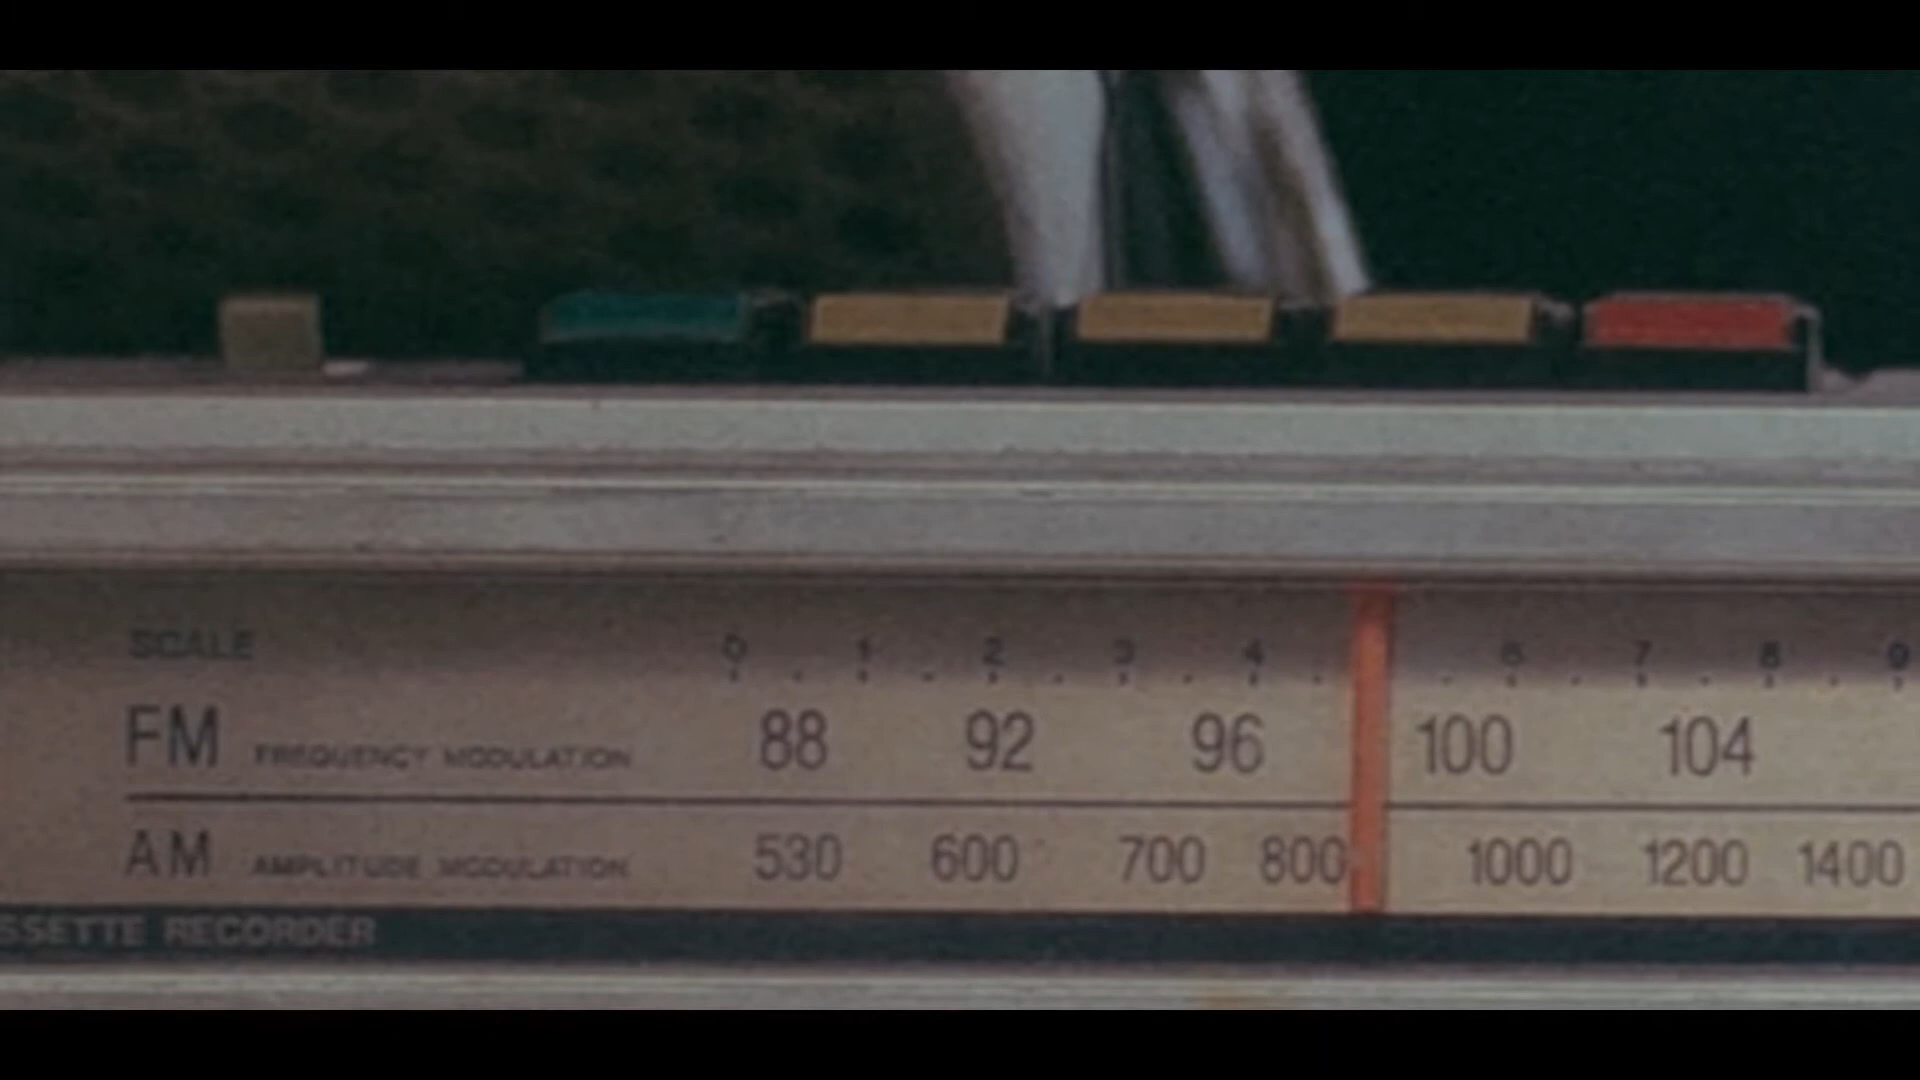 SCALE 0 1 2 3 4 6 7 8 9
FM FREQUENCY MODULATION 88 92 96 100 104
AM AMPLITUDE MODULATION 530 600 700 800 1000 1200 1400
SSETTE RECORDER